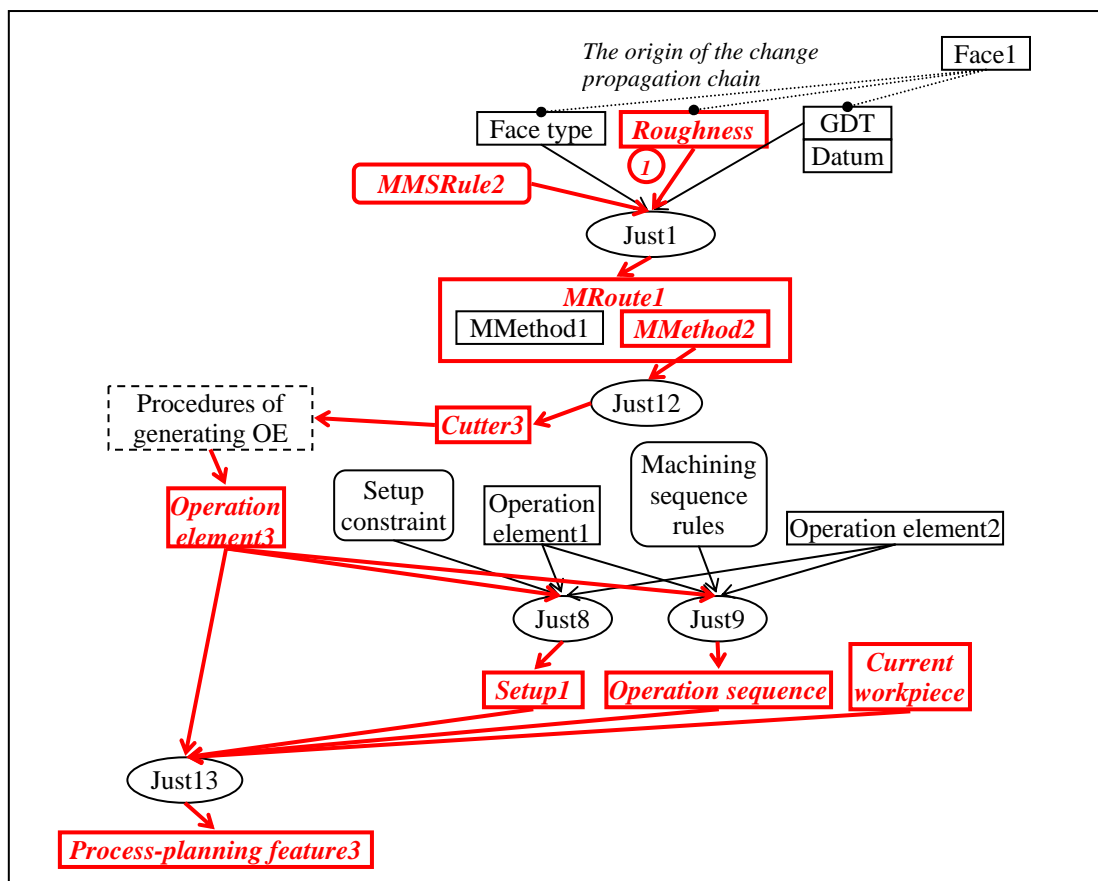 The origin of the change
propagation chain
Face1
Face type
Roughness
GDT
Datum
1
MMSRule2
Just1
MRoute1
MMethod1
MMethod2
Procedures of
generating OE
Just12
Cutter3
Machining
sequence
rules
Setup
constraint
Operation
element1
Operation element2
Operation
element3
Just8
Just9
Setup1
Operation sequence
Current
workpiece
Just13
Process-planning feature3